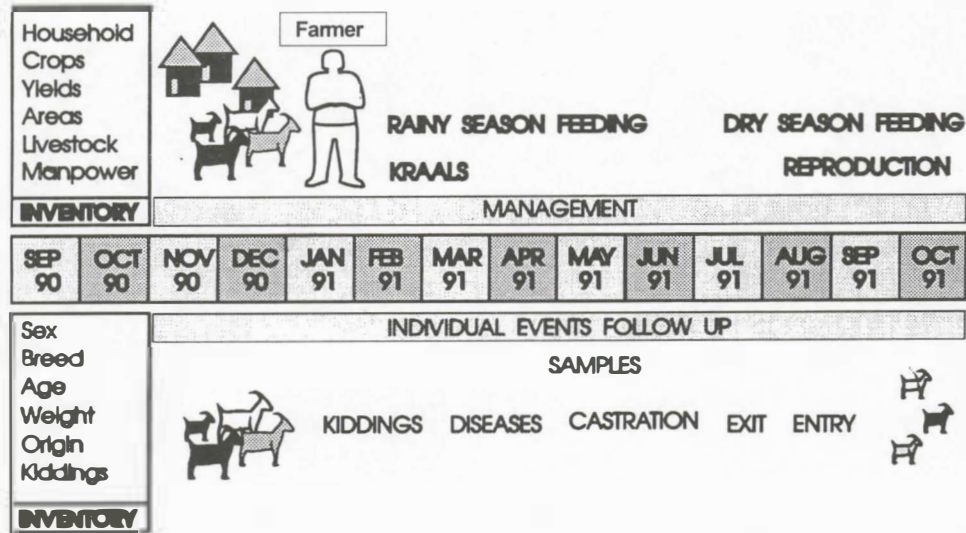 Household
Crops
Yields
Areas
Livestock
Manpower
INVENTORY
Farmer
RAINY SEASON FEEDING
DRY SEASON FEEDING
KRAALS
REPRODUCTION
MANAGEMENT
SEP 90
OCT 90
NOV 90
DEC 90
JAN 91
FEB 91
MAR 91
APR 91
MAY 91
JUN 91
JUL 91
AUG 91
SEP 91
OCT 91
Sex
Breed
Age
Weight
Origin
Kiddings
INVENTORY
INDIVIDUAL EVENTS FOLLOW UP
SAMPLES
KIDDINGS DISEASES CASTRATION EXIT ENTRY